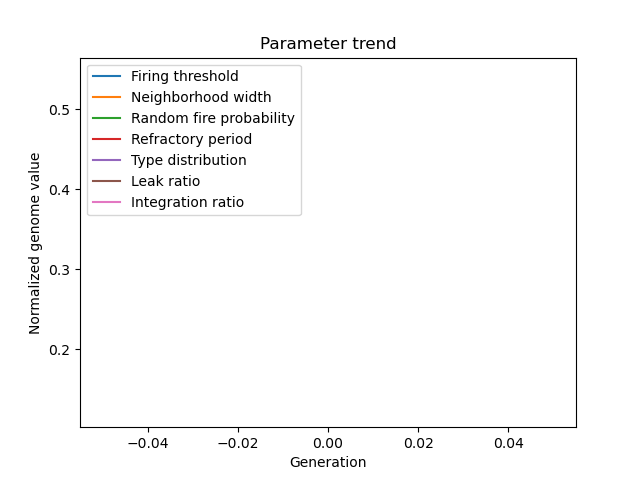 Parameter trend
Firing threshold
Neighborhood width
Random fire probability
Refractory period
Type distribution
Leak ratio
Integration ratio
0.5
0.4
0.3
0.2
Normalized genome value
−0.04
−0.02
0.00
0.02
0.04
Generation